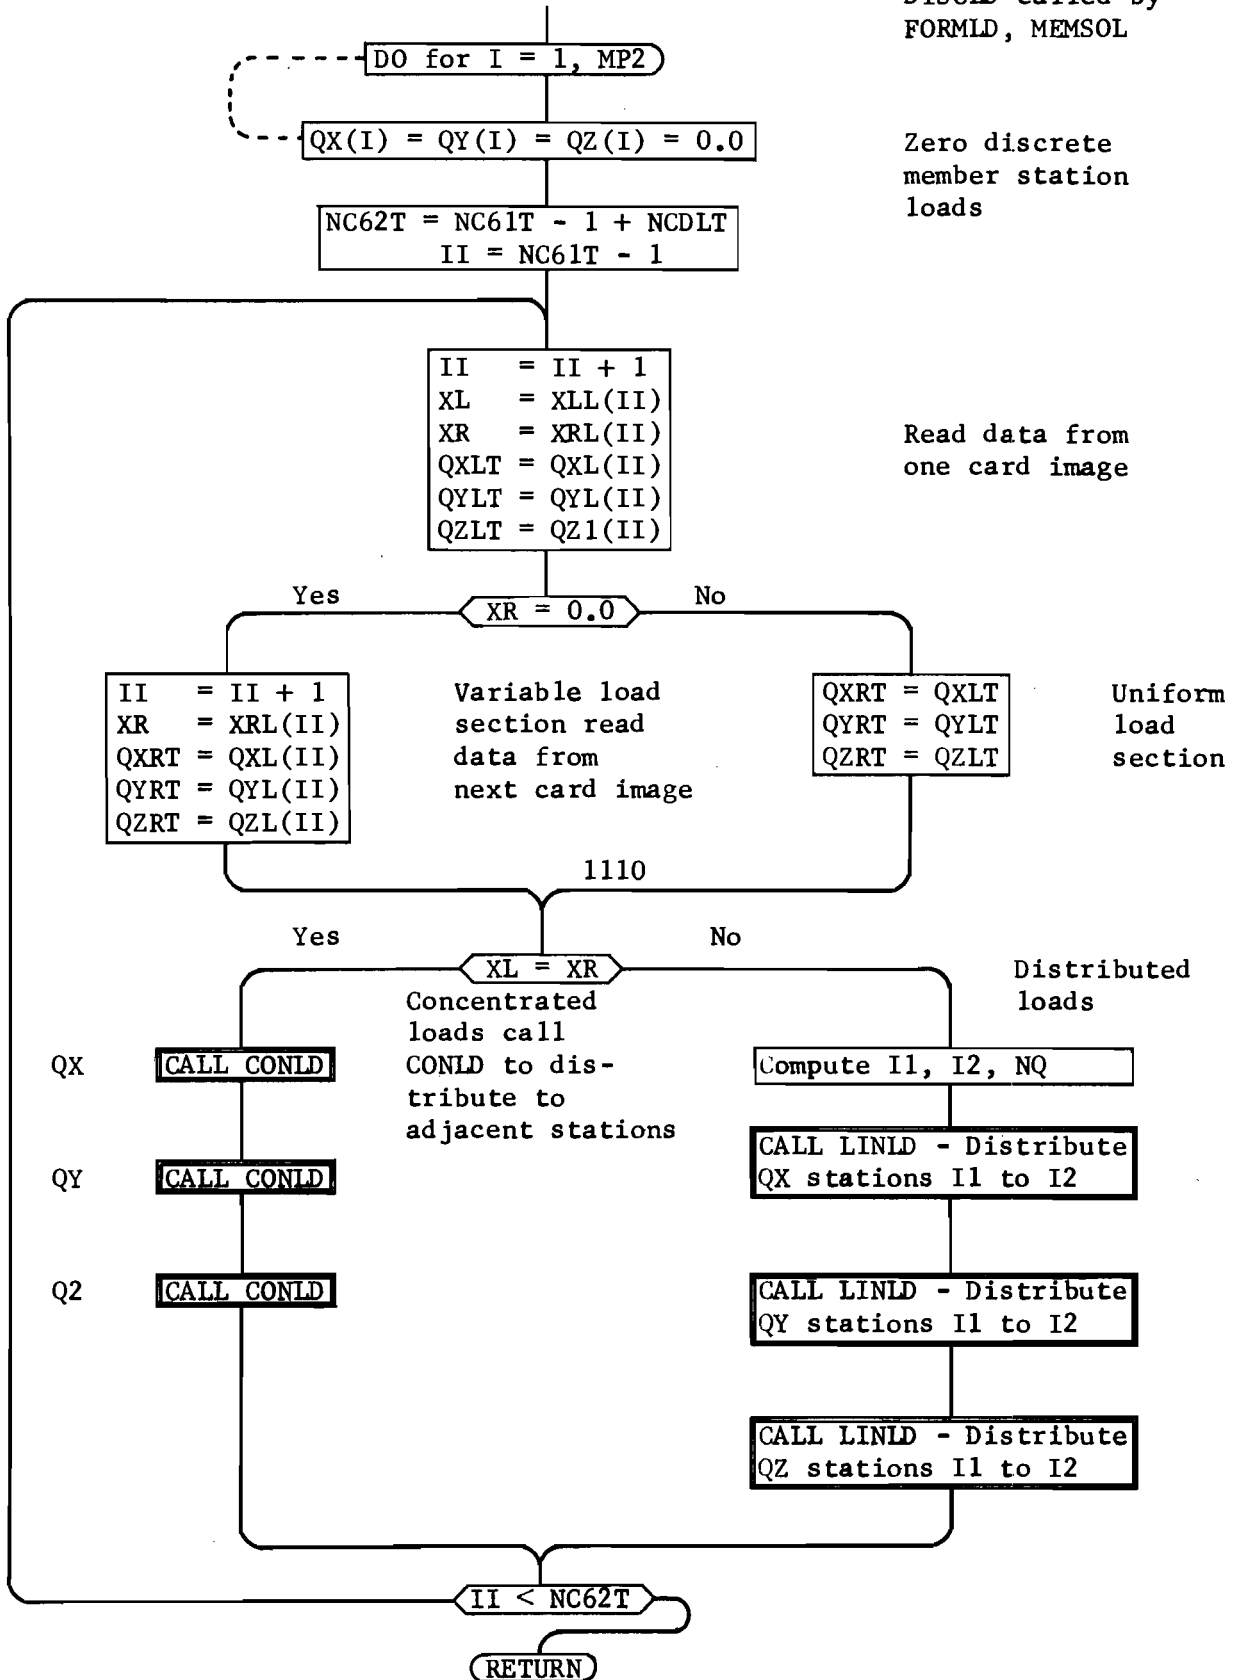 FORMLD, MEMSOL
DO for I = 1, MP2
QX(I) = QY(I) = QZ(I) = 0.0
Zero discrete
member station
loads
NC62T = NC61T - 1 + NCDLT
II = NC61T - 1
II = II + 1
XL = XLL(II)
XR = XRL(II)
QXLT = QXL(II)
QYLT = QYL(II)
QZLT = QZ1(II)
Read data from
one card image
Yes
XR = 0.0
No
II = II + 1
XR = XRL(II)
QXRT = QXL(II)
QYRT = QYL(II)
QZRT = QZL(II)
Variable load
section read
data from
next card image
QXRT = QXLT
QYRT = QYLT
QZRT = QZLT
Uniform
load
section
1110
Yes
XL = XR
No
Concentrated
loads call
CONLD to dis-
tribute to
adjacent stations
Distributed
loads
QX
CALL CONLD
QY
CALL CONLD
Q2
CALL CONLD
Compute I1, I2, NQ
CALL LINLD - Distribute
QX stations I1 to I2
CALL LINLD - Distribute
QY stations I1 to I2
CALL LINLD - Distribute
QZ stations I1 to I2
II < NC62T
RETURN